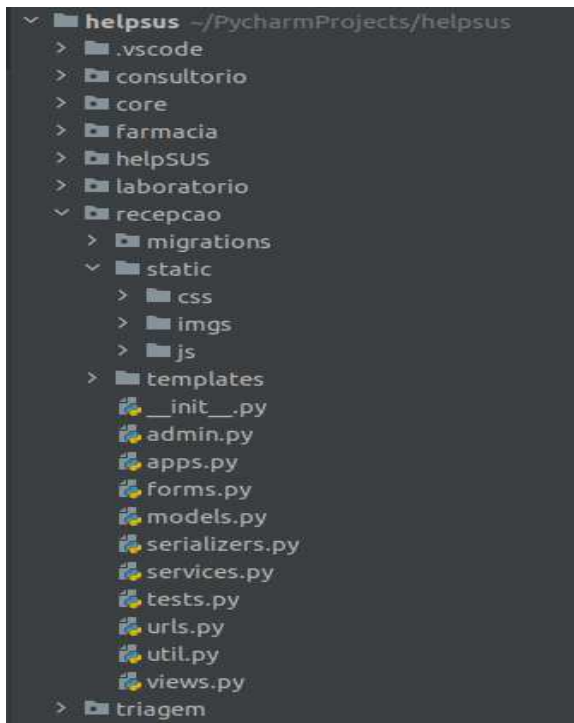 helpsus ~/PycharmProjects/helpsus
.vscode
consultorio
core
farmacia
helpSUS
laboratorio
recepcao
migrations
static
css
imgs
js
templates
__init__.py
admin.py
apps.py
forms.py
models.py
serializers.py
services.py
tests.py
urls.py
util.py
views.py
triagem